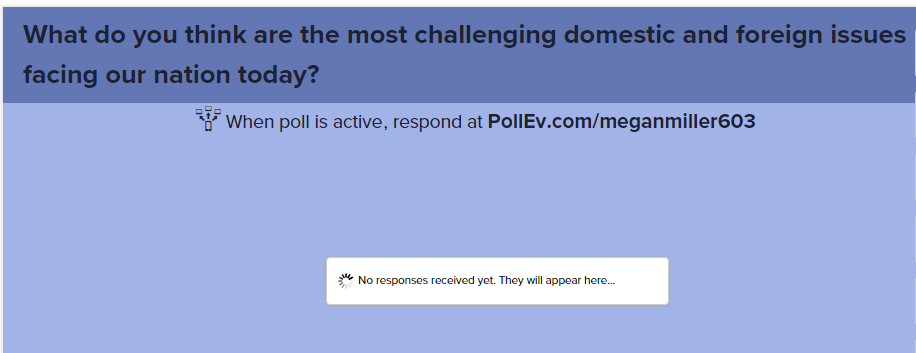 What do you think are the most challenging domestic and foreign issues
facing our nation today?
When poll is active, respond at PollEv.com/meganmiller603
No responses received yet. They will appear here...